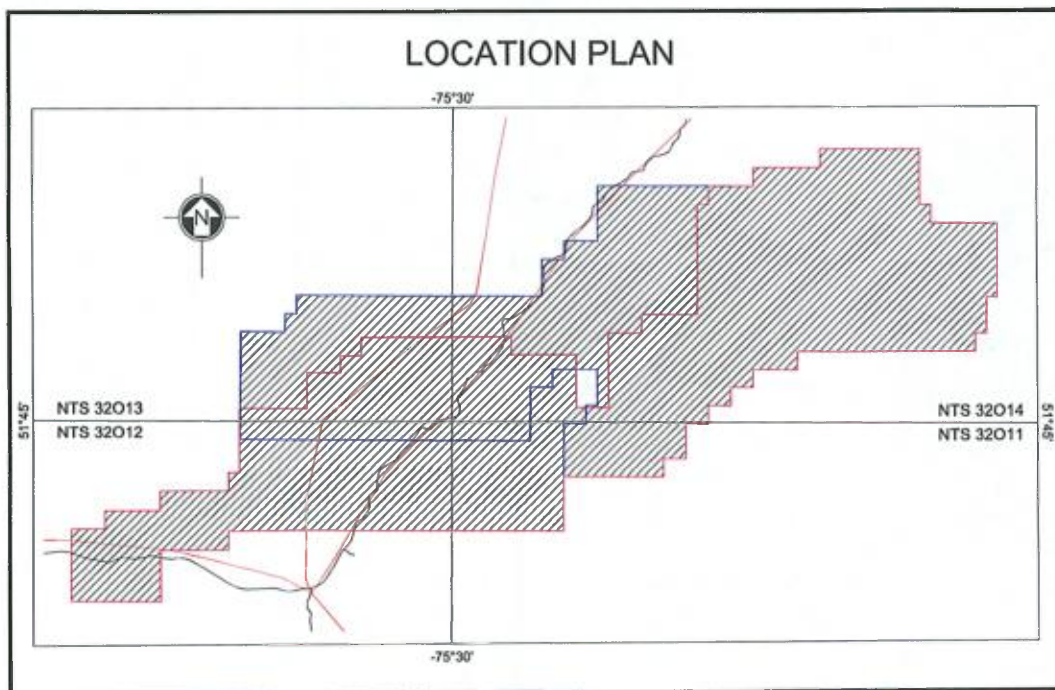 LOCATION PLAN
-75°30'
N
51°45'
NTS 32O13
NTS 32O12
NTS 32O14
NTS 32O11
51°45'
-75°30'